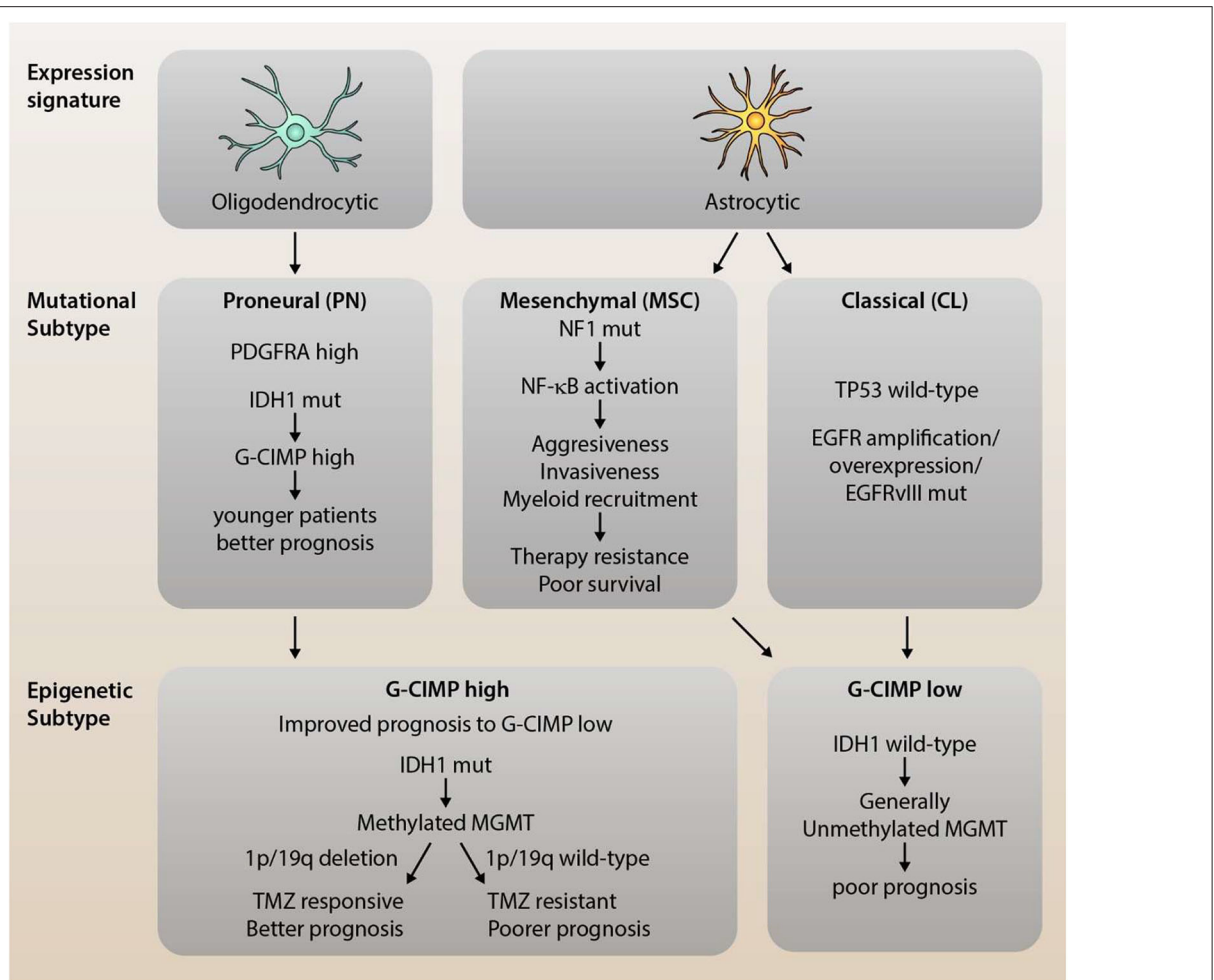 Expression
signature
Oligodendrocytic
Astrocytic
Mutational
Subtype
Proneural (PN)
PDGFRA high
IDH1 mut
G-CIMP high
younger patients
better prognosis
Mesenchymal (MSC)
NF1 mut
NF-κB activation
Aggresiveness
Invasiveness
Myeloid recruitment
Therapy resistance
Poor survival
Classical (CL)
TP53 wild-type
EGFR amplification/
overexpression/
EGFRvIII mut
Epigenetic
Subtype
G-CIMP high
Improved prognosis to G-CIMP low
IDH1 mut
Methylated MGMT
1p/19q deletion
TMZ responsive
Better prognosis
1p/19q wild-type
TMZ resistant
Poorer prognosis
G-CIMP low
IDH1 wild-type
Generally
Unmethylated MGMT
poor prognosis